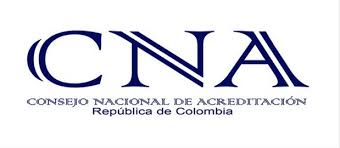 CNA
CONSEJO NACIONAL DE ACREDITACIÓN
República de Colombia